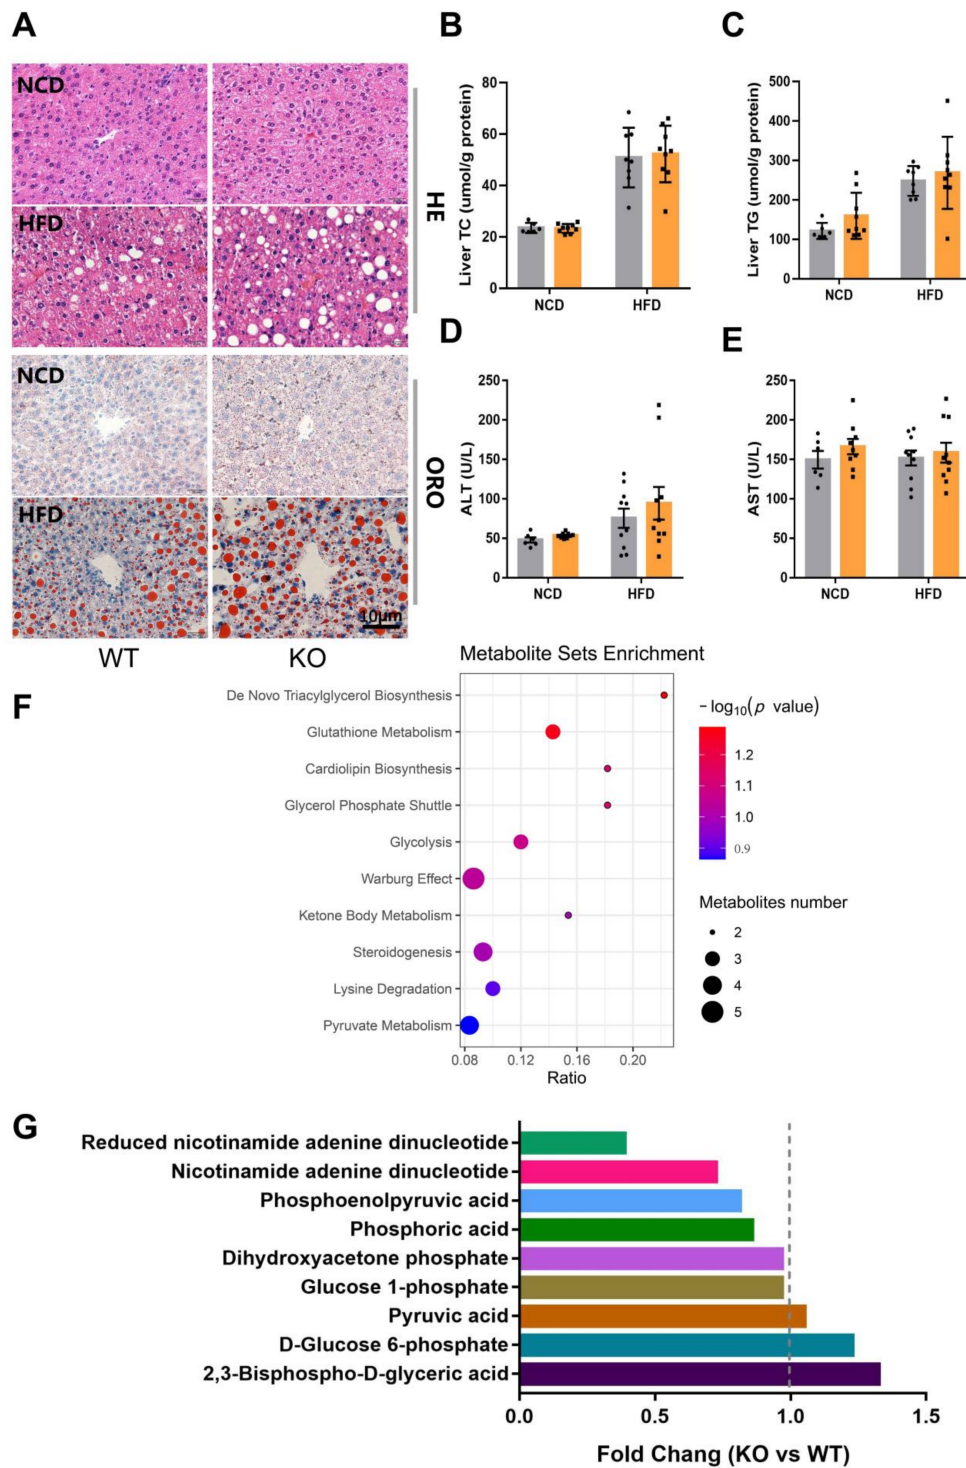 A
NCD
HFD
HE
NCD
HFD
ORO
10μm
WT
KO
B
Liver TC (umol/g protein)
80
60
40
20
0
NCD
HFD
C
Liver TG (umol/g protein)
500
400
300
200
100
0
NCD
HFD
D
ALT (U/L)
250
200
150
100
50
0
NCD
HFD
E
AST (U/L)
250
200
150
100
50
0
NCD
HFD
F
Metabolite Sets Enrichment
De Novo Triacylglycerol Biosynthesis
Glutathione Metabolism
Cardiolipin Biosynthesis
Glycerol Phosphate Shuttle
Glycolysis
Warburg Effect
Ketone Body Metabolism
Steroidogenesis
Lysine Degradation
Pyruvate Metabolism
0.08
0.12
0.16
0.20
Ratio
−log10(p value)
1.2
1.1
1.0
0.9
Metabolites number
2
3
4
5
G
Reduced nicotinamide adenine dinucleotide
Nicotinamide adenine dinucleotide
Phosphoenolpyruvic acid
Phosphoric acid
Dihydroxyacetone phosphate
Glucose 1-phosphate
Pyruvic acid
D-Glucose 6-phosphate
2,3-Bisphospho-D-glyceric acid
0.0
0.5
1.0
1.5
Fold Chang (KO vs WT)